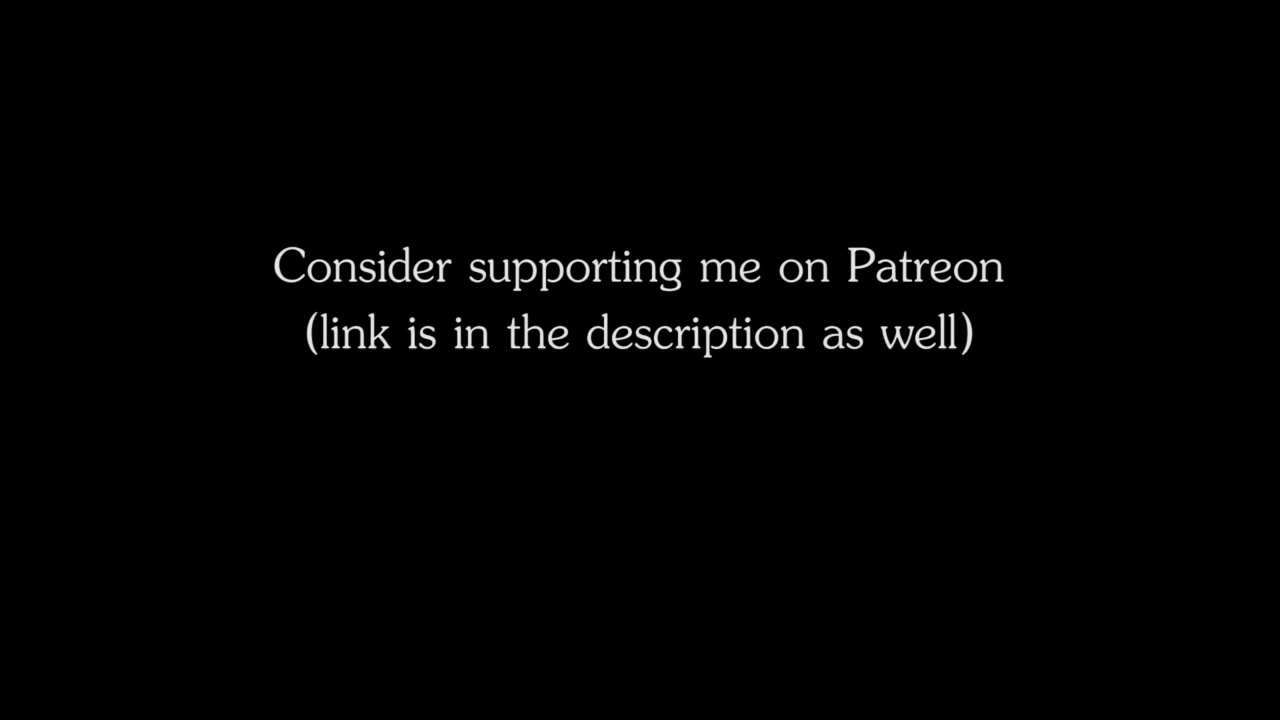 Consider supporting me on Patreon
(link is in the description as well)